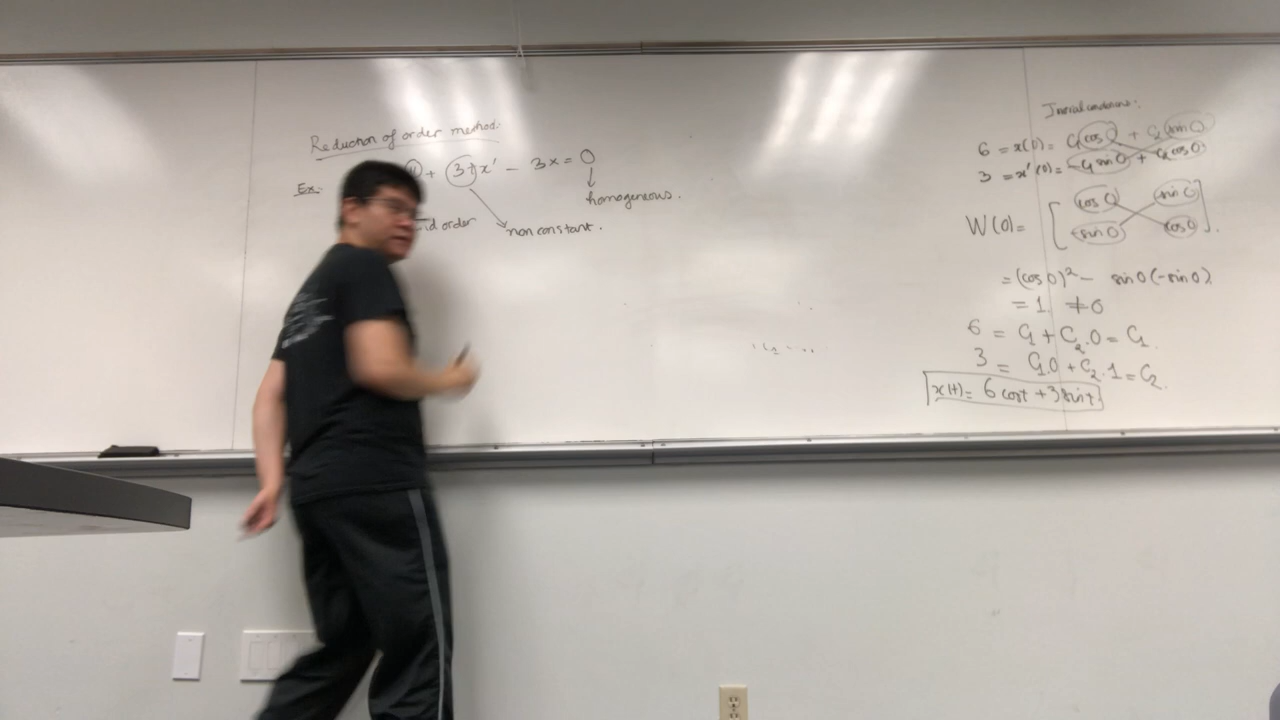 Reduction of order method:
Ex:
+ 3tx' − 3x = 0
homogeneous.
order
non constant.
Initial conditions:
6 = x(0) = C₁ cos 0 + C₂ sin 0
3 = x'(0) = −C₁ sin 0 + C₂ cos 0
W(0) = [ cos 0 sin 0
−sin 0 cos 0 ].
= (cos 0)² − sin 0 (−sin 0)
= 1. ≠ 0
6 = C₁ + C₂.0 = C₁
3 = C₁.0 + C₂.1 = C₂.
x(t) = 6 cos t + 3 sin t